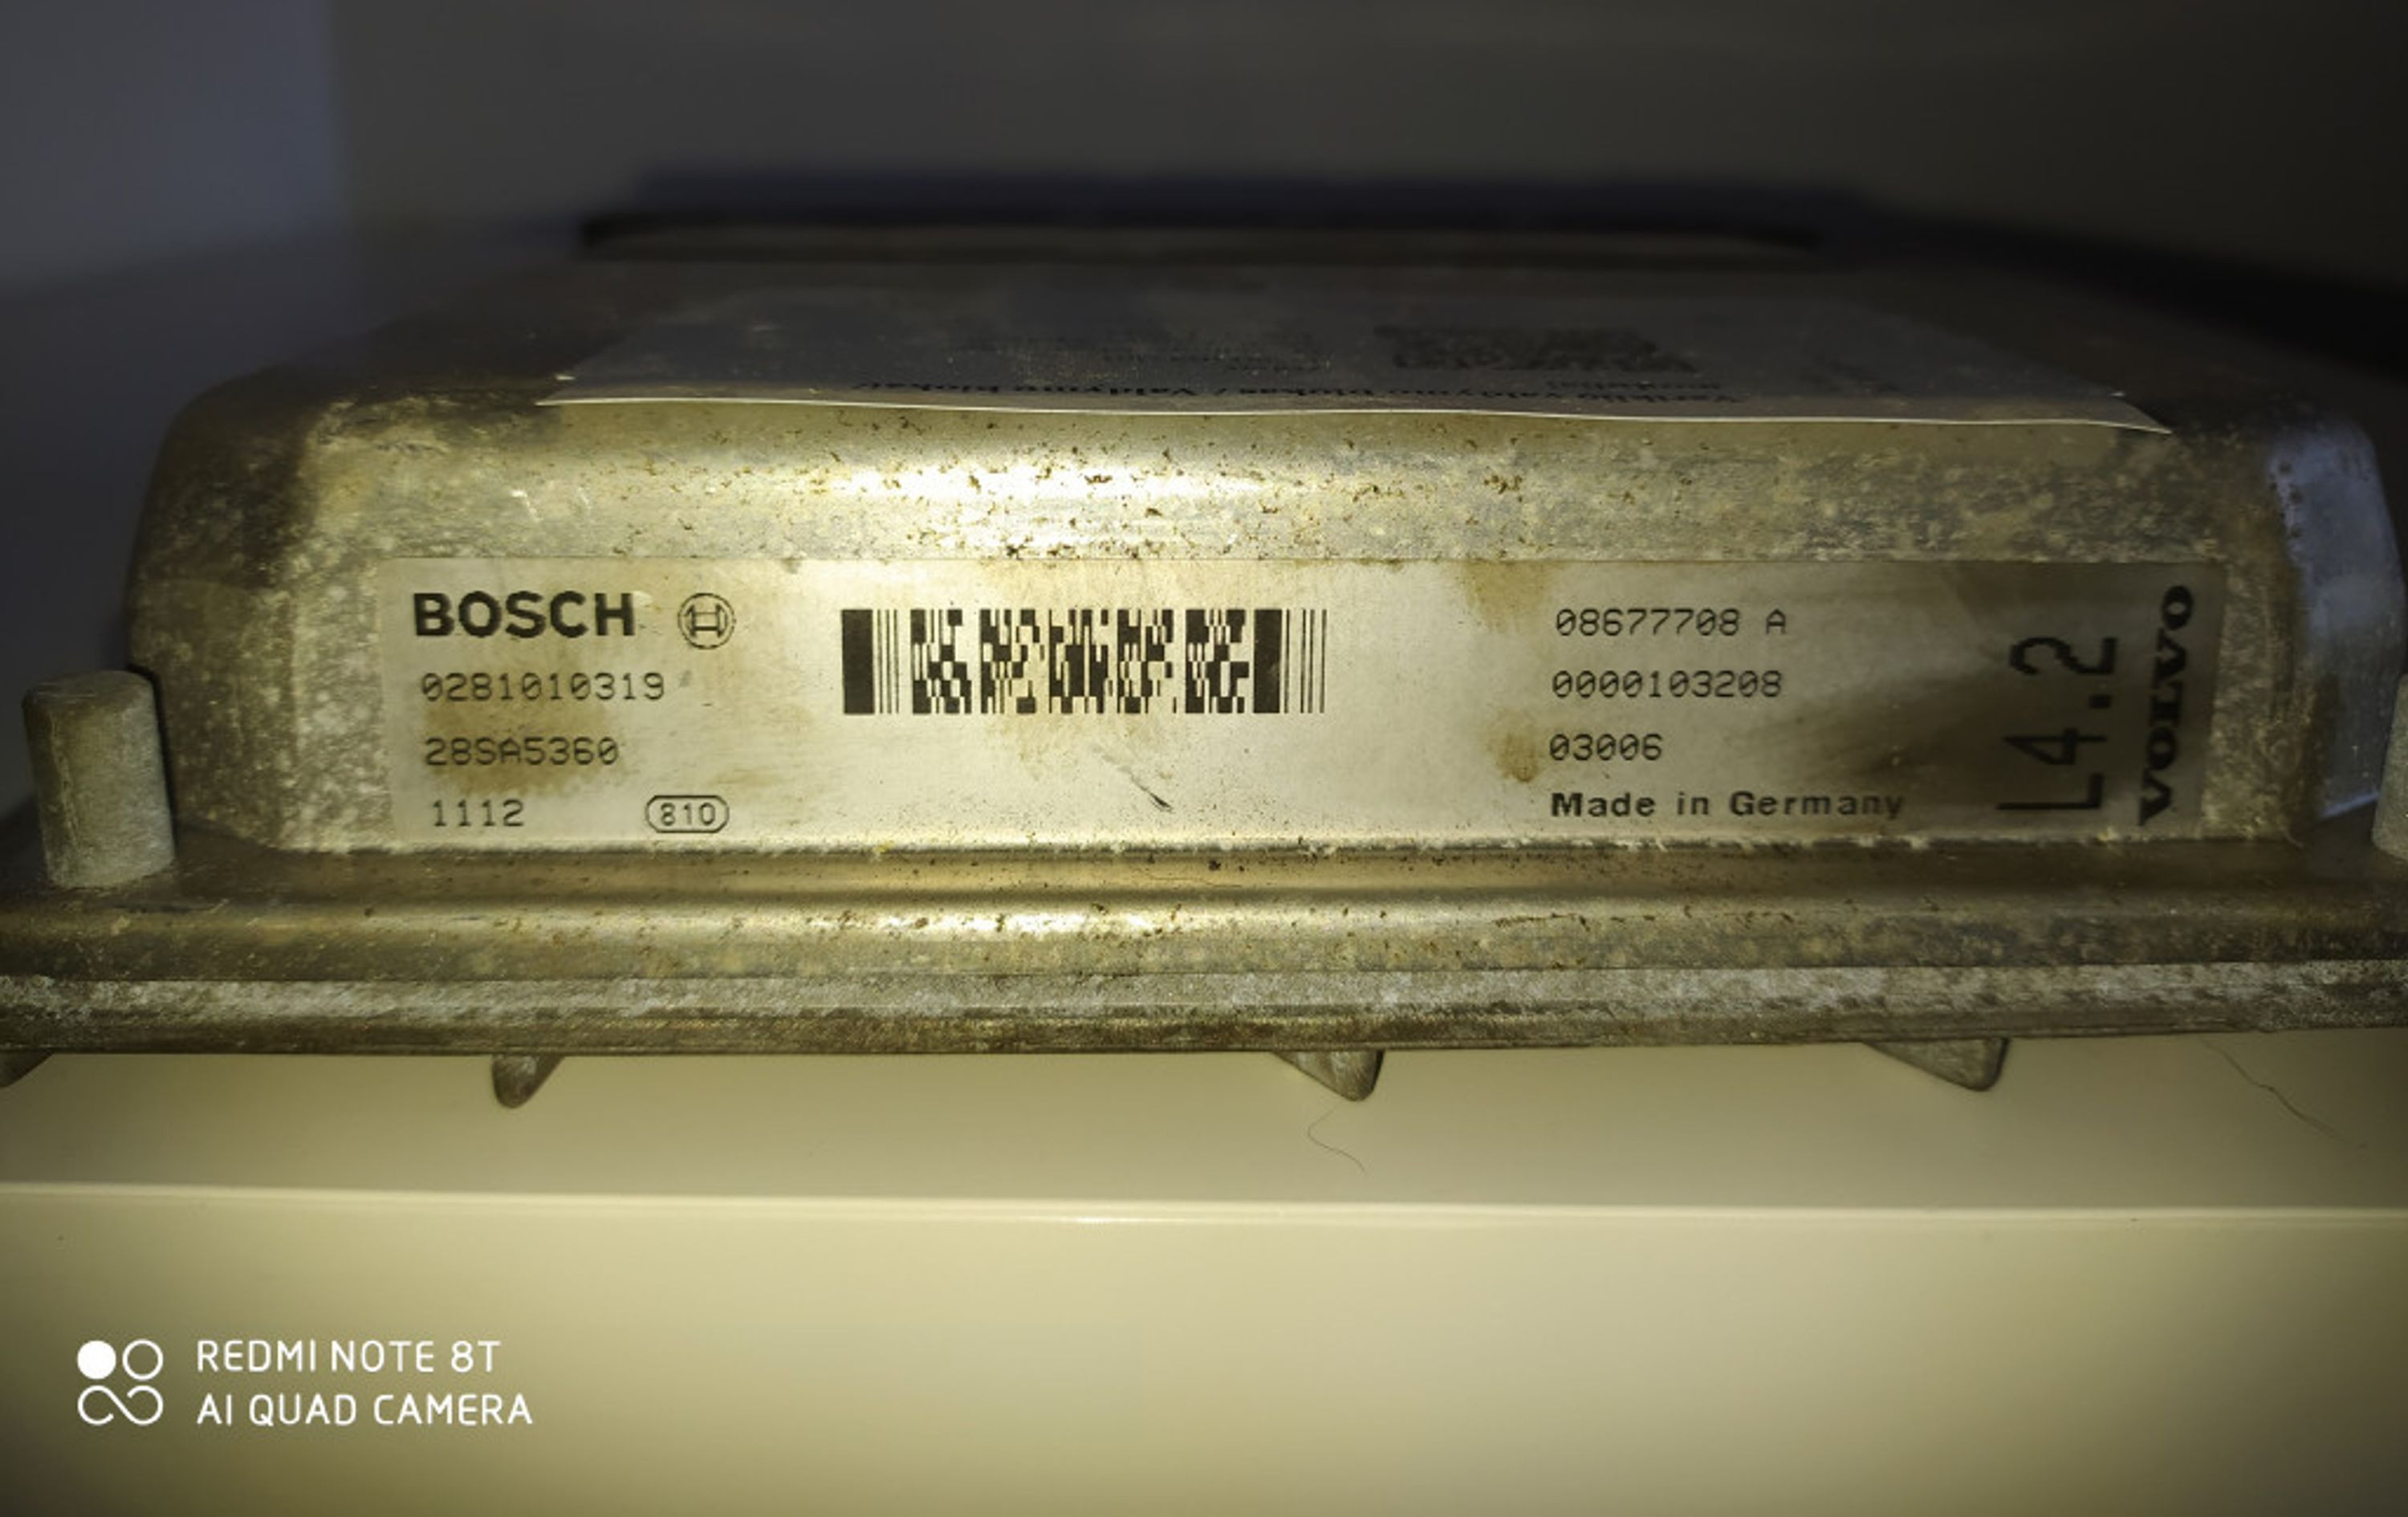 BOSCH
0281010319
28SA5360
1112 810
08677708 A
0000103208
03006
Made in Germany
L4.2
VOLVO
REDMI NOTE 8T
AI QUAD CAMERA